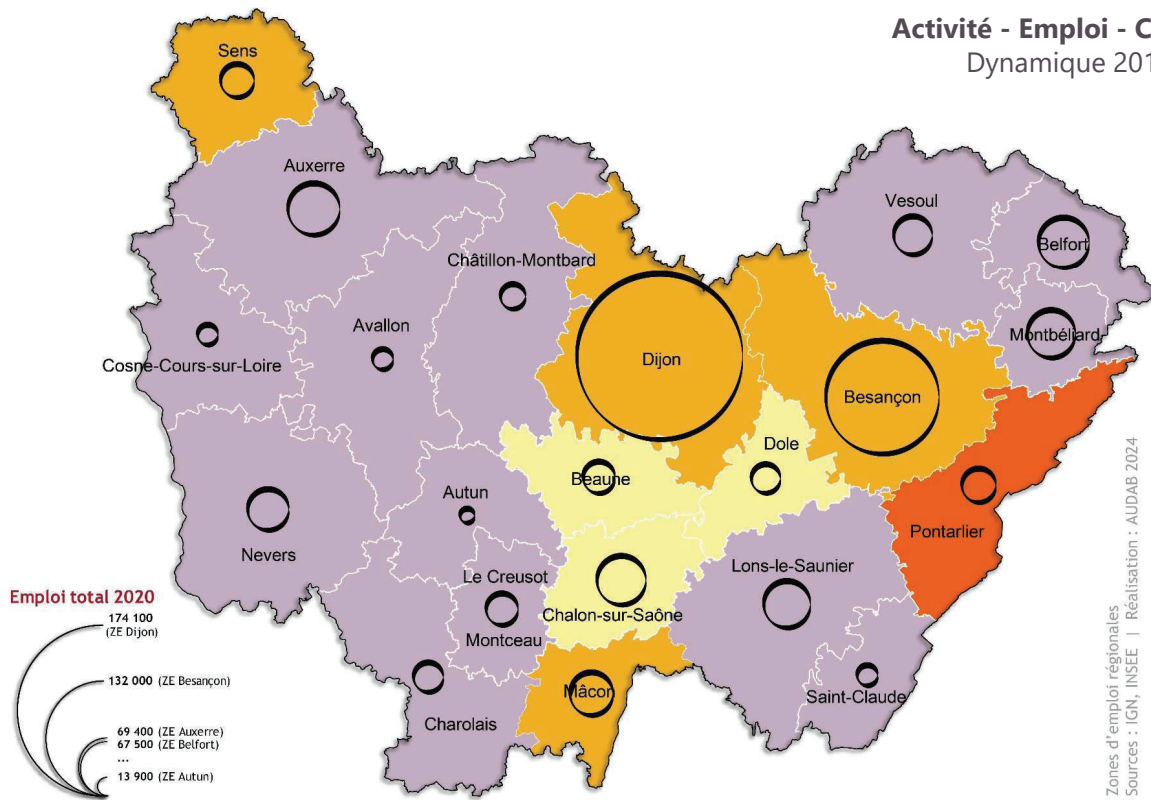 Activité - Emploi - C
Dynamique 201
Sens
Auxerre
Vesoul
Belfort
Châtillon-Montbard
Avallon
Montbéliard
Cosne-Cours-sur-Loire
Dijon
Besançon
Dole
Beaune
Autun
Pontarlier
Nevers
Lons-le-Saunier
Le Creusot
Montceau
Chalon-sur-Saône
Mâcon
Saint-Claude
Charolais
Emploi total 2020
174 100
(ZE Dijon)
132 000 (ZE Besançon)
69 400 (ZE Auxerre)
67 500 (ZE Belfort)
...
13 900 (ZE Autun)
Zones d'emploi régionales
Sources : IGN, INSEE | Réalisation : AUDAB 2024